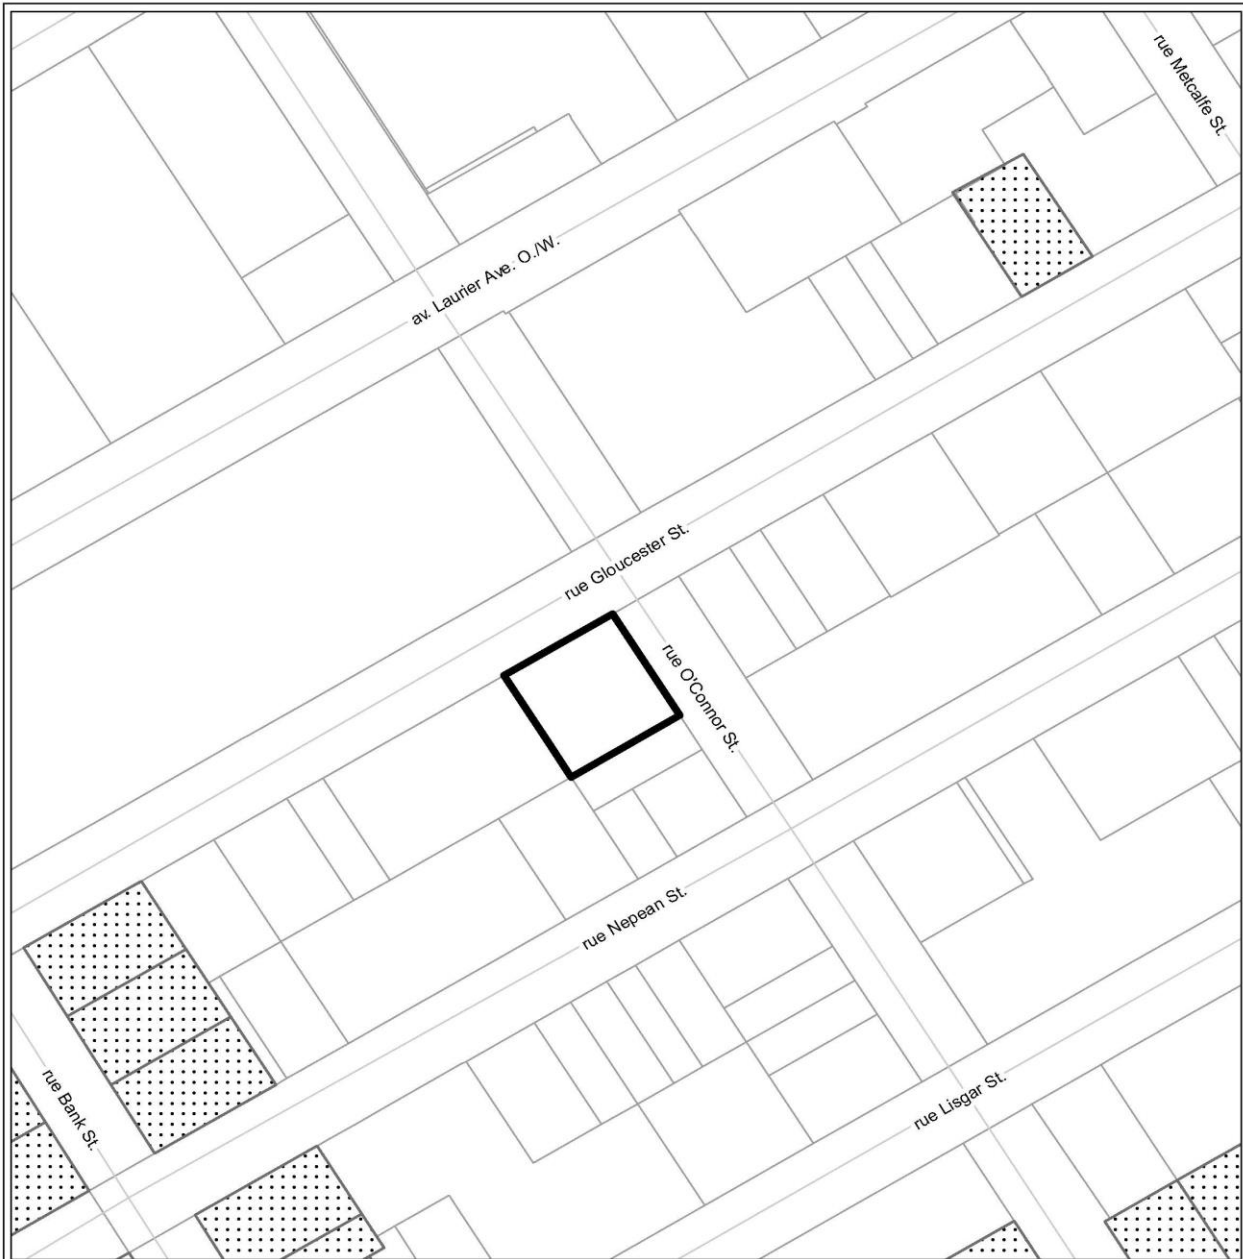 rue Metcalfe St.
av. Laurier Ave. O./W.
rue Gloucester St.
rue O'Connor St.
rue Nepean St.
rue Bank St.
rue Lisgar St.